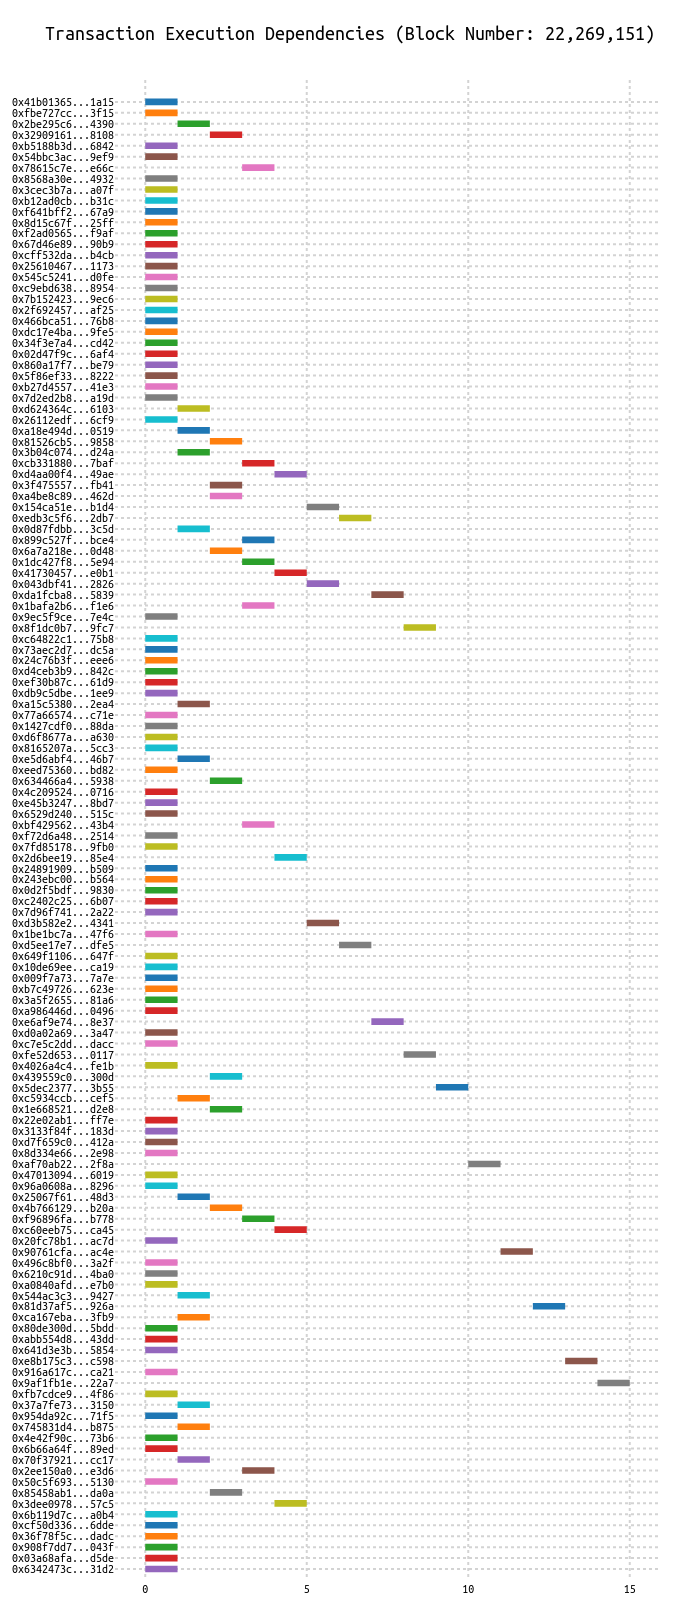 Transaction Execution Dependencies (Block Number: 22,269,151)
0x41b01365...1a15
0xfbe727cc...3f15
0x2be295c6...4390
0x32909161...8108
0xb5188b3d...6842
0x54bbc3ac...9ef9
0x78615c7e...e66c
0x8568a30e...4932
0x3cec3b7a...a07f
0xb12ad0cb...b31c
0xf641bff2...67a9
0x8d15c67f...25ff
0xf2ad0565...f9af
0x67d46e89...90b9
0xcff532da...b4cb
0x25610467...1173
0x545c5241...d0fe
0xc9ebd638...8954
0x7b152423...9ec6
0x2f692457...af25
0x466bca51...76b8
0xdc17e4ba...9fe5
0x34f3e7a4...cd42
0x02d47f9c...6af4
0x860a17f7...be79
0x5f86ef33...8222
0xb27d4557...41e3
0x7d2ed2b8...a19d
0xd624364c...6103
0x26112edf...6cf9
0xa18e494d...0519
0x81526cb5...9858
0x3b04c074...d24a
0xcb331880...7baf
0xd4aa00f4...49ae
0x3f475557...fb41
0xa4be8c89...462d
0x154ca51e...b1d4
0xedb3c5f6...2db7
0x0d87fdbb...3c5d
0x899c527f...bce4
0x6a7a218e...0d48
0x1dc427f8...5e94
0x41730457...e0b1
0x043dbf41...2826
0xda1fcba8...5839
0x1bafa2b6...f1e6
0x9ec5f9ce...7e4c
0x8f1dc0b7...9fc7
0xc64822c1...75b8
0x73aec2d7...dc5a
0x24c76b3f...eee6
0xd4ceb3b9...842c
0xef30b87c...61d9
0xdb9c5dbe...1ee9
0xa15c5380...2ea4
0x77a66574...c71e
0x1427cdf0...88da
0xd6f8677a...a630
0x8165207a...5cc3
0xe5d6abf4...46b7
0xeed75360...bd82
0x634466a4...5938
0x4c209524...0716
0xe45b3247...8bd7
0x6529d240...515c
0xbf429562...43b4
0xf72d6a48...2514
0x7fd85178...9fb0
0x2d6bee19...85e4
0x24891909...b509
0x243ebc00...b564
0x0d2f5bdf...9830
0xc2402c25...6b07
0x7d96f741...2a22
0xd3b582e2...4341
0x1be1bc7a...47f6
0xd5ee17e7...dfe5
0x649f1106...647f
0x10de69ee...ca19
0x009f7a73...7a7e
0xb7c49726...623e
0x3a5f2655...81a6
0xa986446d...0496
0xe6af9e74...8e37
0xd0a02a69...3a47
0xc7e5c2dd...dacc
0xfe52d653...0117
0x4026a4c4...fe1b
0x439559c0...300d
0x5dec2377...3b55
0xc5934ccb...cef5
0x1e668521...d2e8
0x22e02ab1...ff7e
0x3133f84f...183d
0xd7f659c0...412a
0x8d334e66...2e98
0xaf70ab22...2f8a
0x47013094...6019
0x96a0608a...8296
0x25067f61...48d3
0x4b766129...b20a
0xf96896fa...b778
0xc60eeb75...ca45
0x20fc78b1...ac7d
0x90761cfa...ac4e
0x496c8bf0...3a2f
0x6210c91d...4ba0
0xa0840afd...e7b0
0x544ac3c3...9427
0x81d37af5...926a
0xca167eba...3fb9
0x80de300d...5bdd
0xabb554d8...43dd
0x641d3e3b...5854
0xe8b175c3...c598
0x916a617c...ca21
0x9af1fb1e...22a7
0xfb7cdce9...4f86
0x37a7fe73...3150
0x954da92c...71f5
0x745831d4...b875
0x4e42f90c...73b6
0x6b66a64f...89ed
0x70f37921...cc17
0x2ee150a0...e3d6
0x50c5f693...5130
0x85458ab1...da0a
0x3dee0978...57c5
0x6b119d7c...a0b4
0xcf50d336...6dde
0x36f78f5c...dadc
0x908f7dd7...043f
0x03a68afa...d5de
0x6342473c...31d2
0 5 10 15